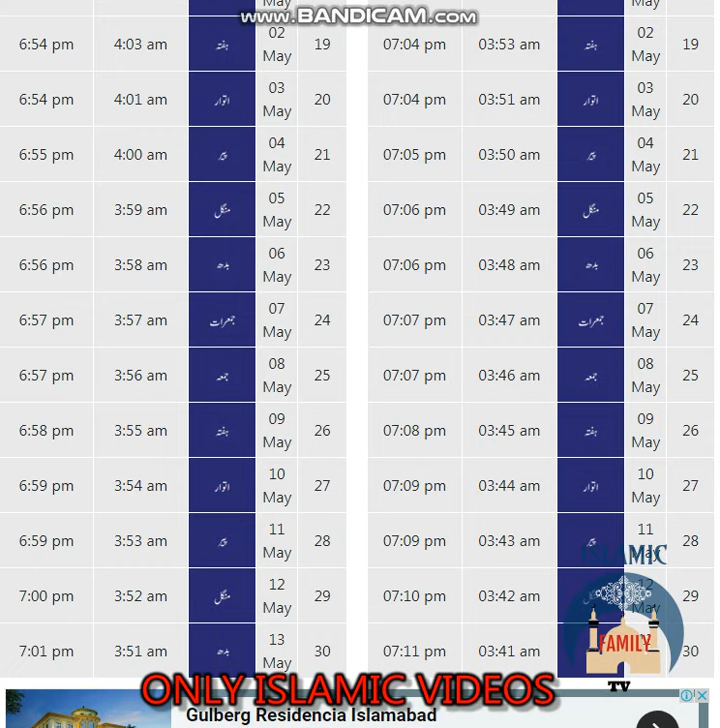 May
May
www.BANDICAM.com
6:54 pm 4:03 am ہفتہ 02 May 19 07:04 pm 03:53 am ہفتہ 02 May 19
6:54 pm 4:01 am اتوار 03 May 20 07:04 pm 03:51 am اتوار 03 May 20
6:55 pm 4:00 am پیر 04 May 21 07:05 pm 03:50 am پیر 04 May 21
6:56 pm 3:59 am منگل 05 May 22 07:06 pm 03:49 am منگل 05 May 22
6:56 pm 3:58 am بدھ 06 May 23 07:06 pm 03:48 am بدھ 06 May 23
6:57 pm 3:57 am جمعرات 07 May 24 07:07 pm 03:47 am جمعرات 07 May 24
6:57 pm 3:56 am جمعہ 08 May 25 07:07 pm 03:46 am جمعہ 08 May 25
6:58 pm 3:55 am ہفتہ 09 May 26 07:08 pm 03:45 am ہفتہ 09 May 26
6:59 pm 3:54 am اتوار 10 May 27 07:09 pm 03:44 am اتوار 10 May 27
6:59 pm 3:53 am پیر 11 May 28 07:09 pm 03:43 am پیر 11 May 28
7:00 pm 3:52 am منگل 12 May 29 07:10 pm 03:42 am منگل 12 May 29
7:01 pm 3:51 am بدھ 13 May 30 07:11 pm 03:41 am 30
ISLAMIC
FAMILY
TV
ONLY ISLAMIC VIDEOS
Gulberg Residencia Islamabad